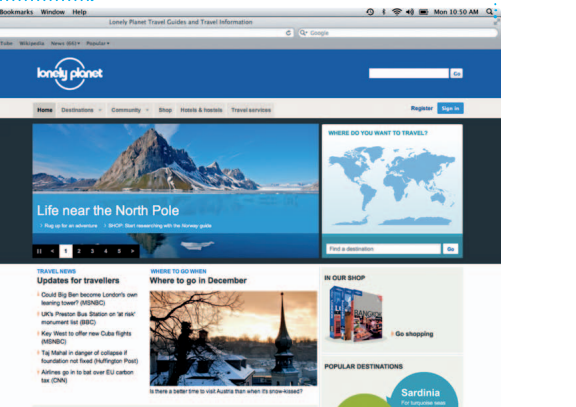 Bookmarks Window Help
Mon 10:50 AM
Lonely Planet Travel Guides and Travel Information
Google
Wikipedia News (66) Popular
lonely planet
Go
Home Destinations Community Shop Hotels & hostels Travel services
Register Sign in
WHERE DO YOU WANT TO TRAVEL?
Life near the North Pole
Rug up for an adventure SHOP: Start researching with the Norway guide
1 2 3 4 5
Find a destination Go
TRAVEL NEWS
Updates for travellers
Could Big Ben become London's own
leaning tower? (MSNBC)
UK's Preston Bus Station on 'at risk'
monument list (BBC)
Key West to offer new Cuba flights
(MSNBC)
Taj Mahal in danger of collapse if
foundation not fixed (Huffington Post)
Airlines go in to bat over EU carbon
tax (CNN)
WHERE TO GO WHEN
Where to go in December
Is there a better time to visit Austria than when it's snow-kissed?
IN OUR SHOP
BANGKOK
Go shopping
POPULAR DESTINATIONS
Sardinia
For turquoise seas